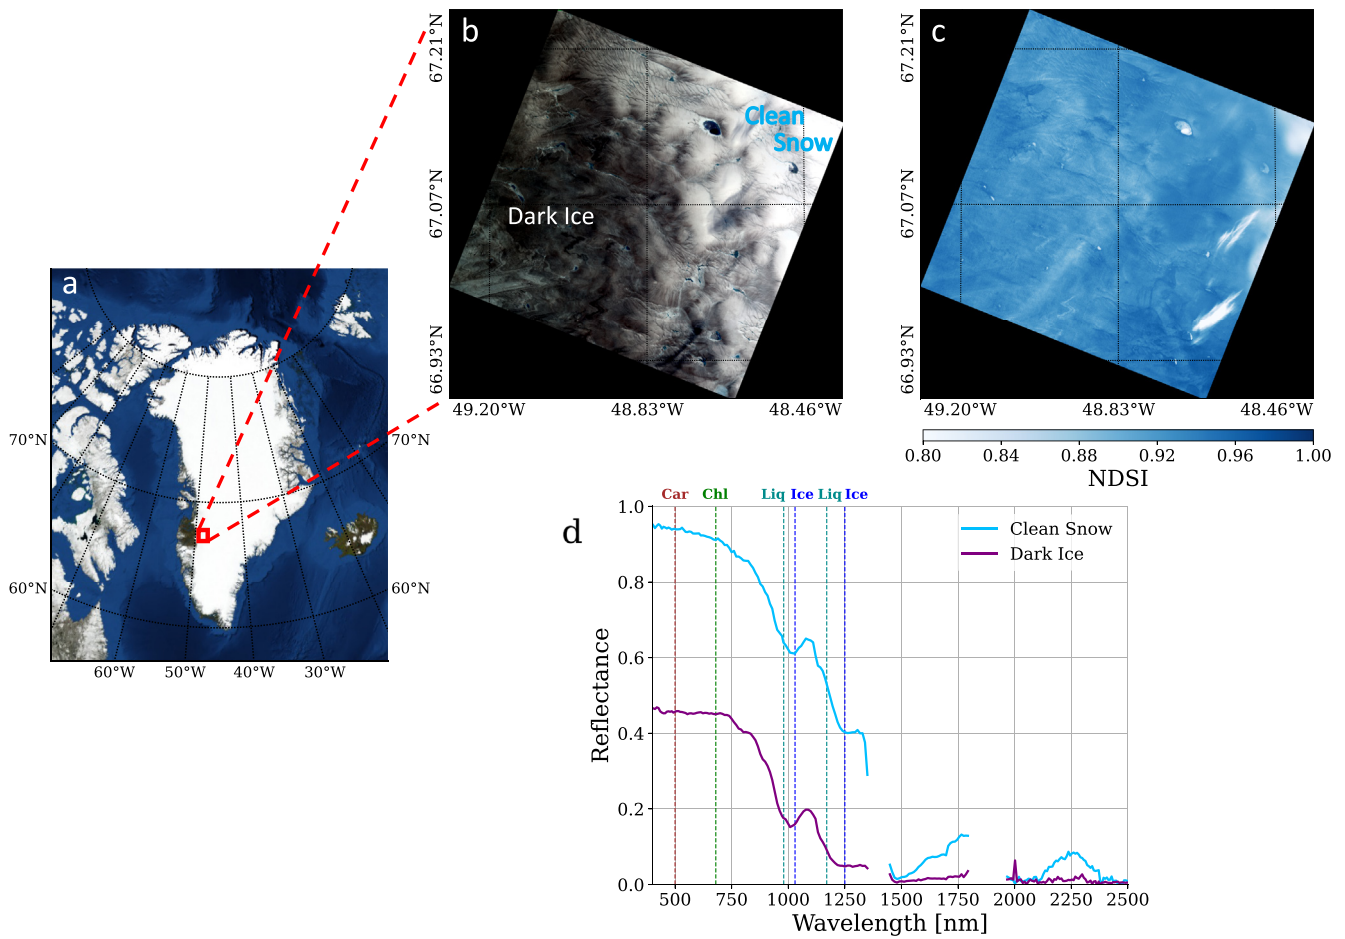 a
70°N
70°N
60°N
60°N
60°W
50°W
40°W
30°W
b
67.21°N
67.07°N
66.93°N
Clean
Snow
Dark Ice
49.20°W
48.83°W
48.46°W
c
67.21°N
67.07°N
66.93°N
49.20°W
48.83°W
48.46°W
0.80
0.84
0.88
0.92
0.96
1.00
NDSI
d
Car
Chl
Liq
Ice
Liq
Ice
Clean Snow
Dark Ice
1.0
0.8
0.6
0.4
0.2
0.0
Reflectance
500
750
1000
1250
1500
1750
2000
2250
2500
Wavelength [nm]